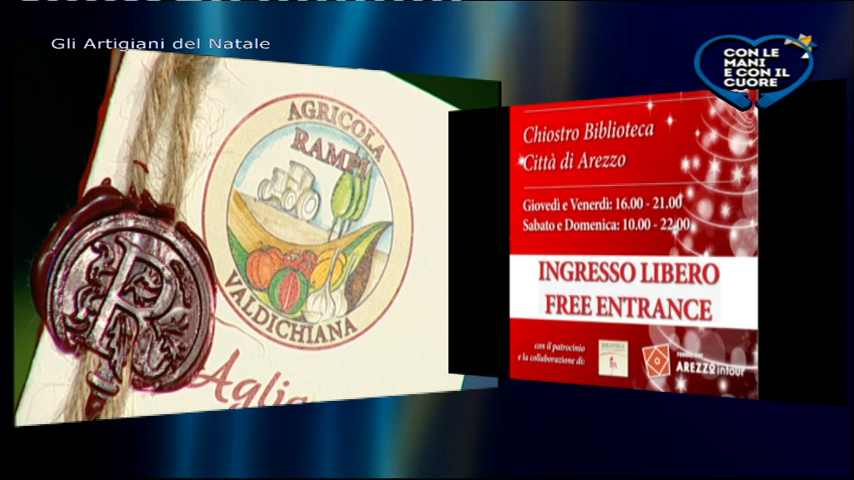 Gli Artigiani del Natale
CON LE
MANI
E CON IL
CUORE
AGRICOLA
RAMPI
VALDICHIANA
R
Chiostro Biblioteca
Città di Arezzo
Giovedì e Venerdì: 16.00 - 21.00
Sabato e Domenica: 10.00 - 22.00
INGRESSO LIBERO
FREE ENTRANCE
con il patrocinio
e la collaborazione di:
AREZZO intour